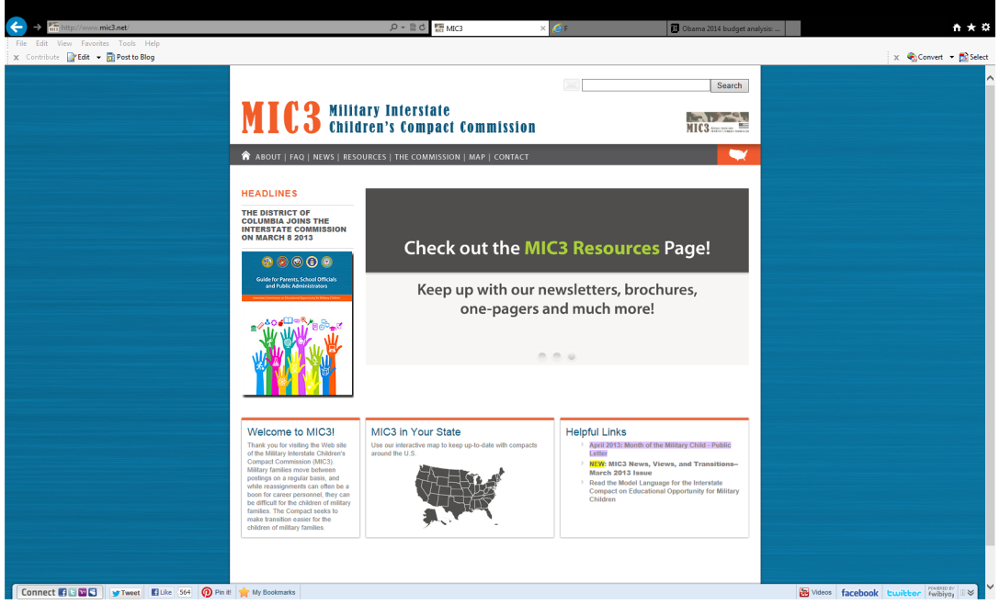 http://www.mic3.net/
MIC3
F
Obama 2014 budget analysis: ...
File Edit View Favorites Tools Help
x Contribute Edit Post to Blog
x Convert Select
Search
MIC3 Military Interstate
Children's Compact Commission
MIC3
ABOUT | FAQ | NEWS | RESOURCES | THE COMMISSION | MAP | CONTACT
HEADLINES
THE DISTRICT OF
COLUMBIA JOINS THE
INTERSTATE COMMISSION
ON MARCH 8 2013
Guide for Parents, School Officials
and Public Administrators
Interstate Commission on Educational Opportunity for Military Children
Check out the MIC3 Resources Page!
Keep up with our newsletters, brochures,
one-pagers and much more!
Welcome to MIC3!
Thank you for visiting the Web site
of the Military Interstate Children's
Compact Commission (MIC3).
Military families move between
postings on a regular basis, and
while reassignments can often be a
boon for career personnel, they can
be difficult for the children of military
families. The Compact seeks to
make transition easier for the
children of military families.
MIC3 in Your State
Use our interactive map to keep up-to-date with compacts
around the U.S.
Helpful Links
April 2013: Month of the Military Child - Public
Letter
NEW: MIC3 News, Views, and Transitions--
March 2013 Issue
Read the Model Language for the Interstate
Compact on Educational Opportunity for Military
Children
Connect Tweet Like 564 Pin it! My Bookmarks
Videos facebook twitter POWERED BY wibiya